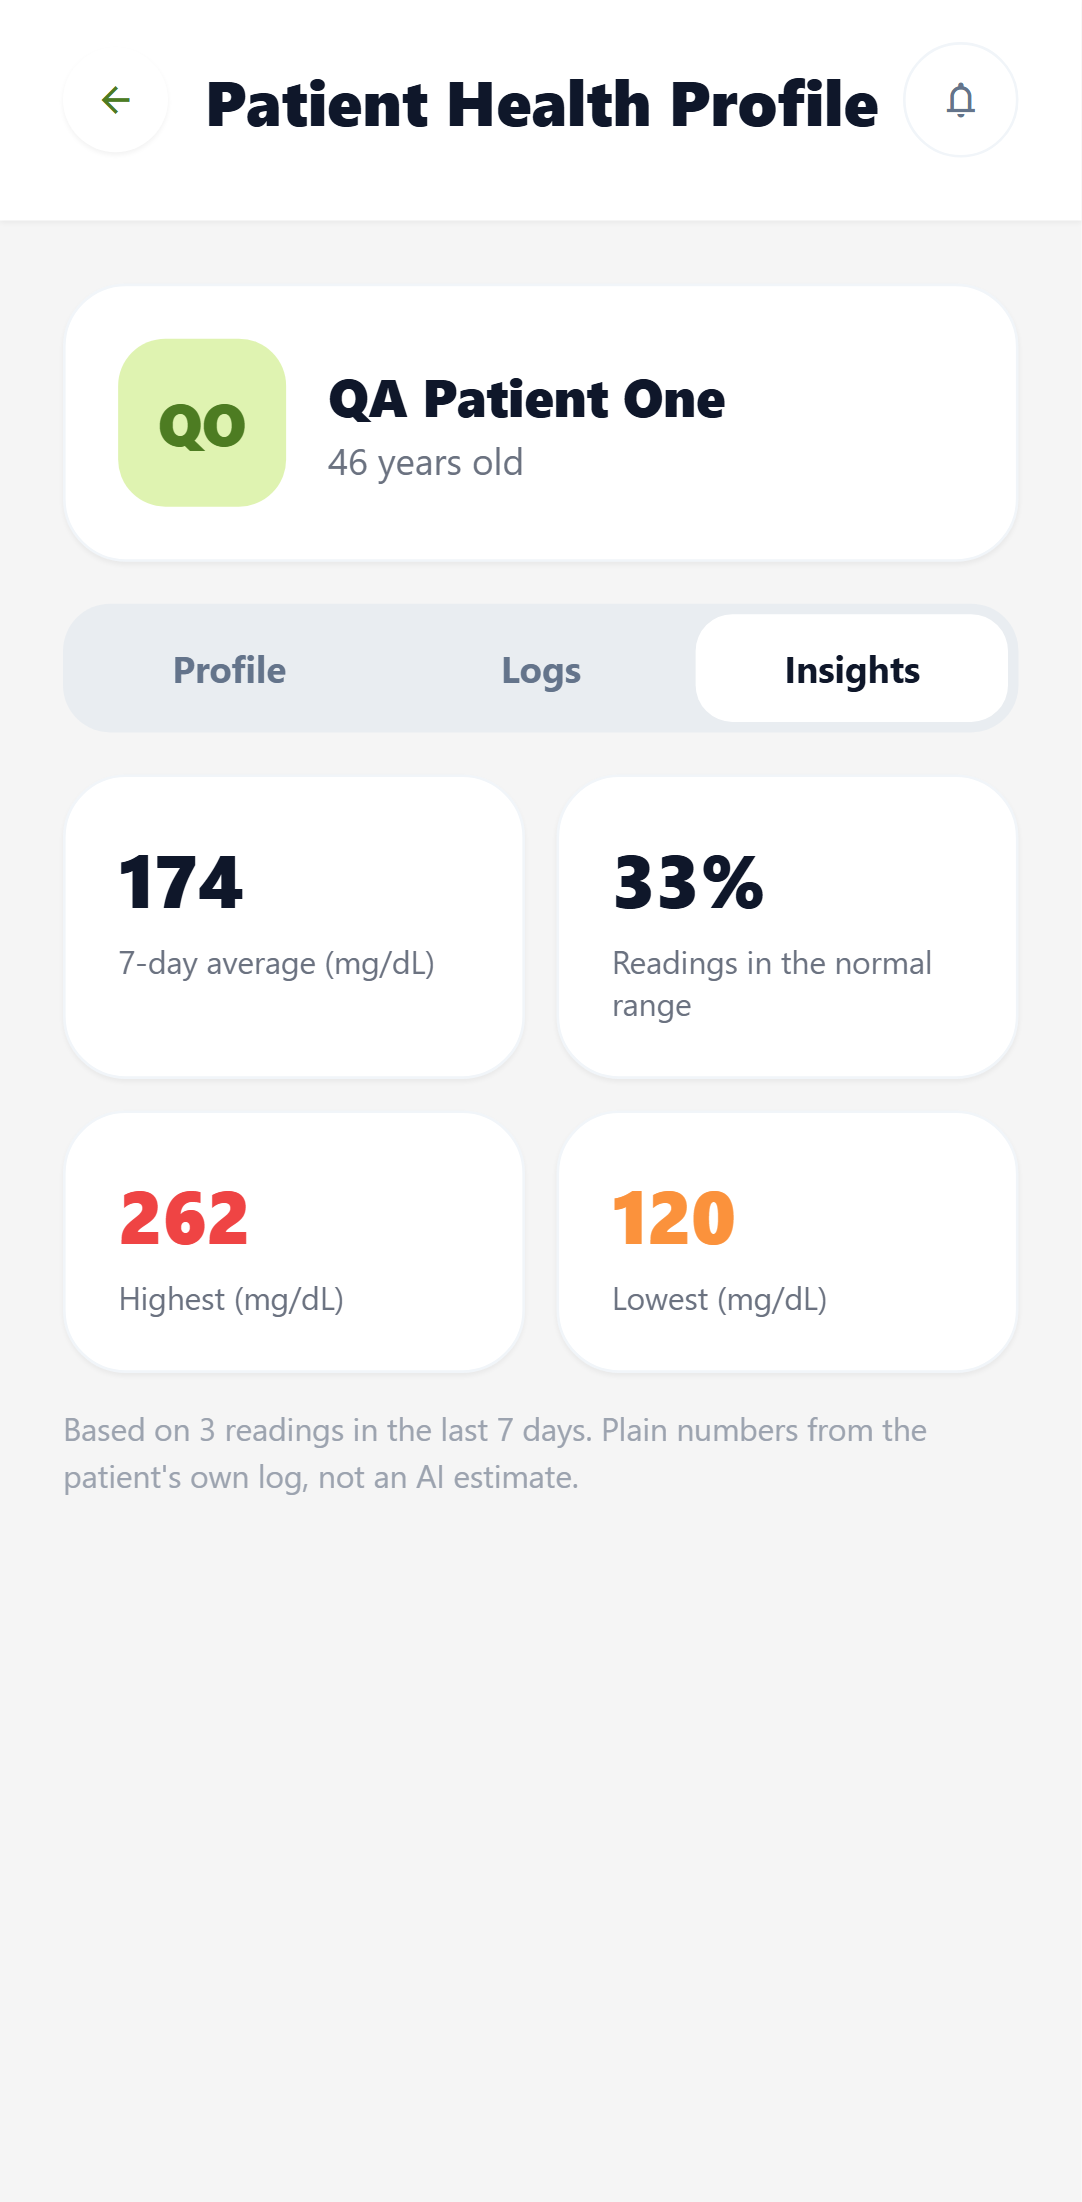 Patient Health Profile
QO
QA Patient One
46 years old
Profile
Logs
Insights
174
7-day average (mg/dL)
33%
Readings in the normal
range
262
Highest (mg/dL)
120
Lowest (mg/dL)
Based on 3 readings in the last 7 days. Plain numbers from the
patient's own log, not an AI estimate.